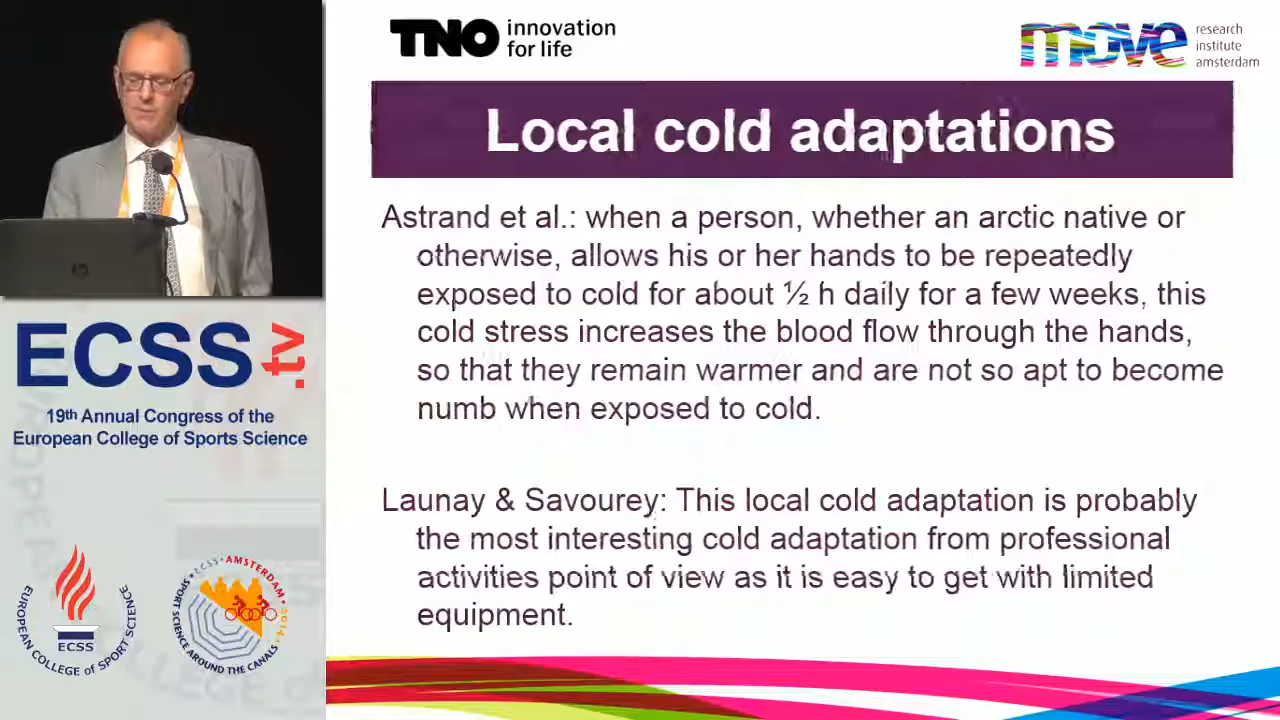 TNO innovation
for life
move research
institute
amsterdam
Local cold adaptations
Astrand et al.: when a person, whether an arctic native or
otherwise, allows his or her hands to be repeatedly
exposed to cold for about ½ h daily for a few weeks, this
cold stress increases the blood flow through the hands,
so that they remain warmer and are not so apt to become
numb when exposed to cold.
Launay & Savourey: This local cold adaptation is probably
the most interesting cold adaptation from professional
activities point of view as it is easy to get with limited
equipment.
ECSS.tv
19th Annual Congress of the
European College of Sports Science
EUROPEAN COLLEGE OF SPORT SCIENCE
ECSS
ECSS AMSTERDAM 2014
SPORT SCIENCE AROUND THE CANALS